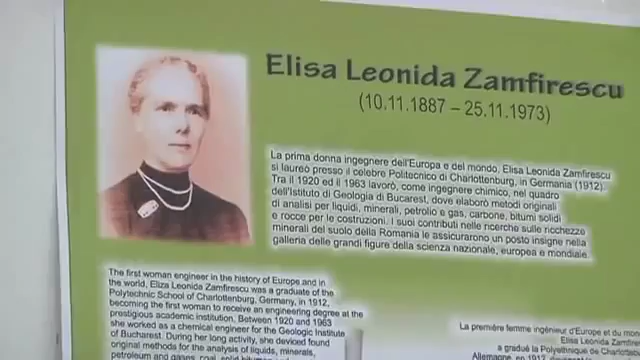 Elisa Leonida Zamfirescu
(10.11.1887 – 25.11.1973)
La prima donna ingegnere dell'Europa e del mondo, Elisa Leonida Zamfirescu
si laureò presso il celebre Politecnico di Charlottenburg, in Germania (1912).
Tra il 1920 ed il 1963 lavorò, come ingegnere chimico, nel quadro
dell'Istituto di Geologia di Bucarest, dove elaborò metodi originali
di analisi per liquidi, minerali, petrolio e gas, carbone, bitumi solidi
e rocce per le costruzioni. I suoi contributi nelle ricerche sulle ricchezze
minerali del suolo della Romania le assicurarono un posto insigne nella
galleria delle grandi figure della scienza nazionale, europea e mondiale.
The first woman engineer in the history of Europe and in
the world, Eliza Leonida Zamfirescu was a graduate of the
Polytechnic School of Charlottenburg, Germany, in 1912,
becoming the first woman to receive an engineering degree at the
prestigious academic institution. Between 1920 and 1963
she worked as a chemical engineer for the Geologic Institute
of Bucharest. During her long activity, she deviced found
original methods for the analysis of liquids, minerals,
petroleum and gases, coal, solid
La première femme ingénieur d'Europe et du
Elisa Leonida
a gradué la Polyethnique de Charlottenburg
Allemagne, en 1912